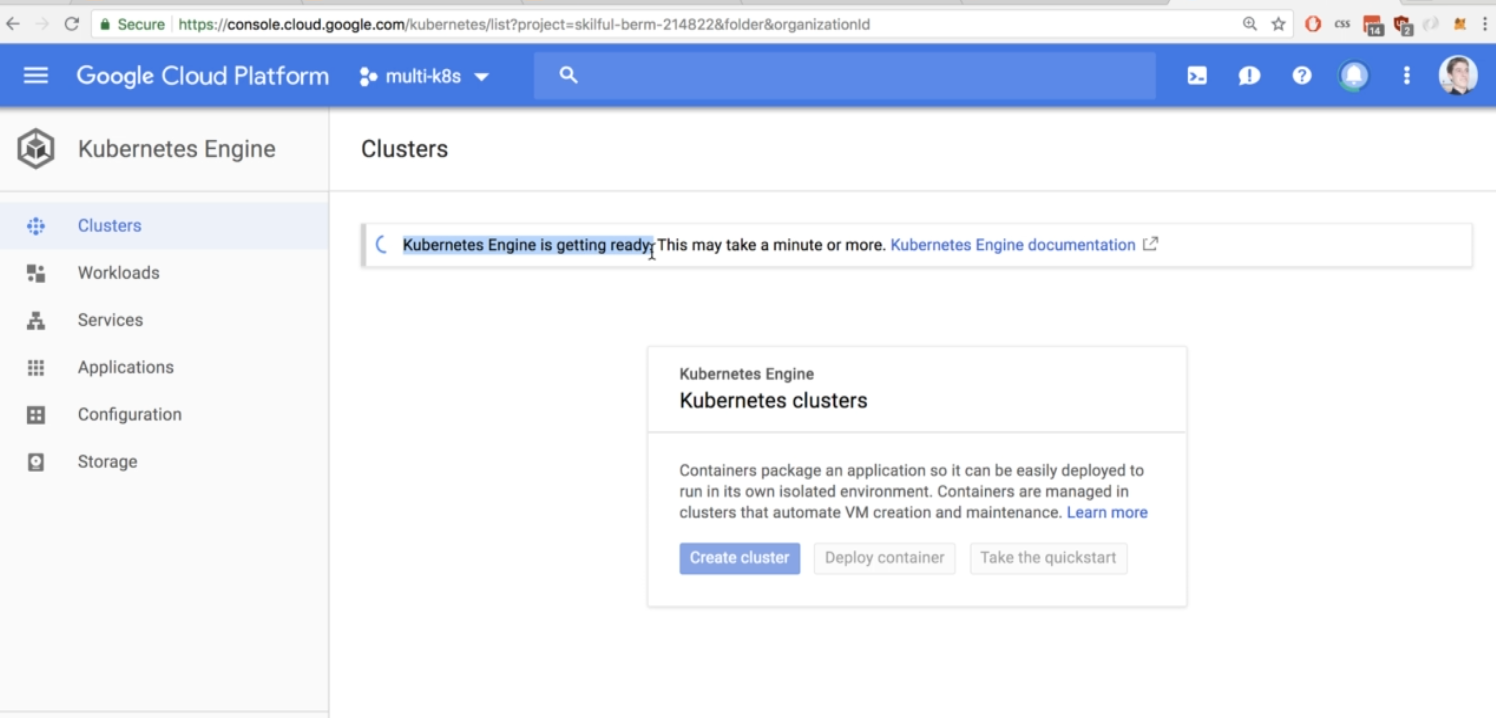 Secure https://console.cloud.google.com/kubernetes/list?project=skilful-berm-214822&folder&organizationId
css 14 2
Google Cloud Platform multi-k8s
Kubernetes Engine
Clusters
Clusters
Workloads
Services
Applications
Configuration
Storage
Kubernetes Engine is getting ready. This may take a minute or more. Kubernetes Engine documentation
Kubernetes Engine
Kubernetes clusters
Containers package an application so it can be easily deployed to
run in its own isolated environment. Containers are managed in
clusters that automate VM creation and maintenance. Learn more
Create cluster Deploy container Take the quickstart